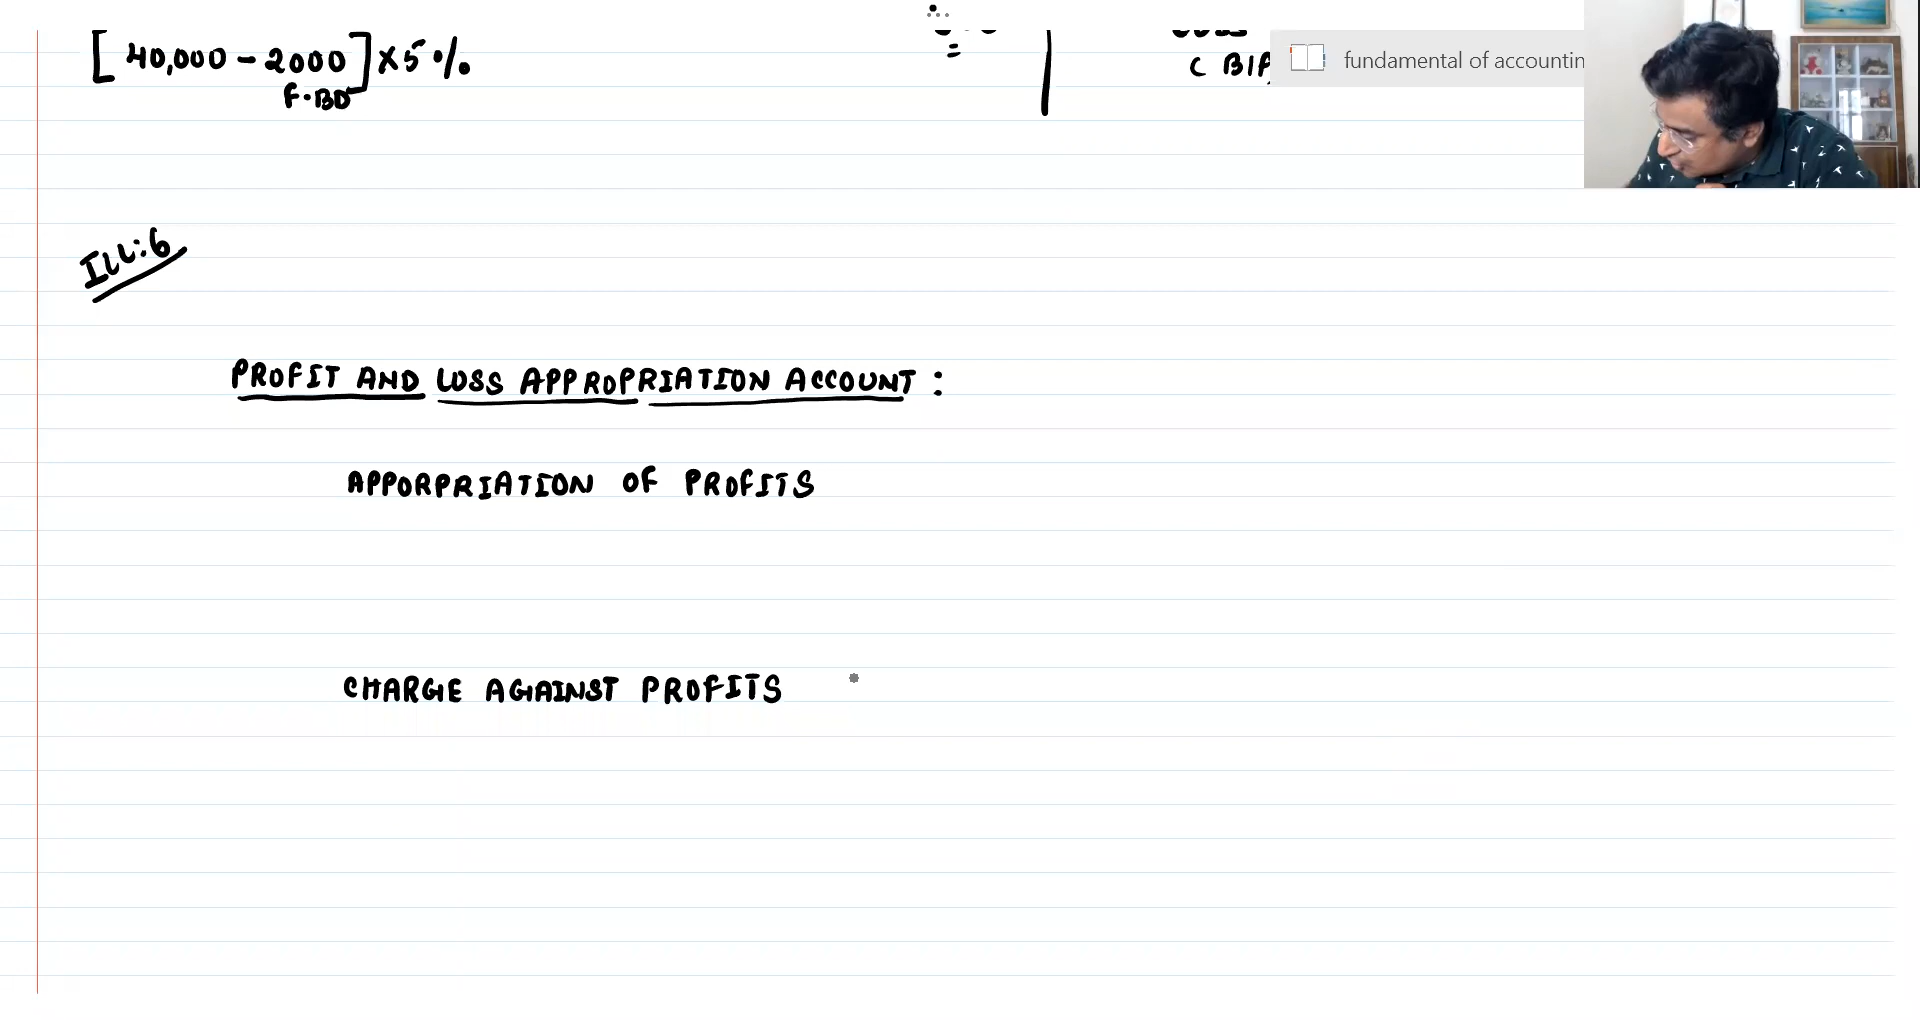 [ 40,000 - 2000 ] x 5%
F.BD
fundamental of accountin
ILL:6
PROFIT AND LOSS APPROPRIATION ACCOUNT :
APPORPRIATION OF PROFITS
CHARGE AGAINST PROFITS